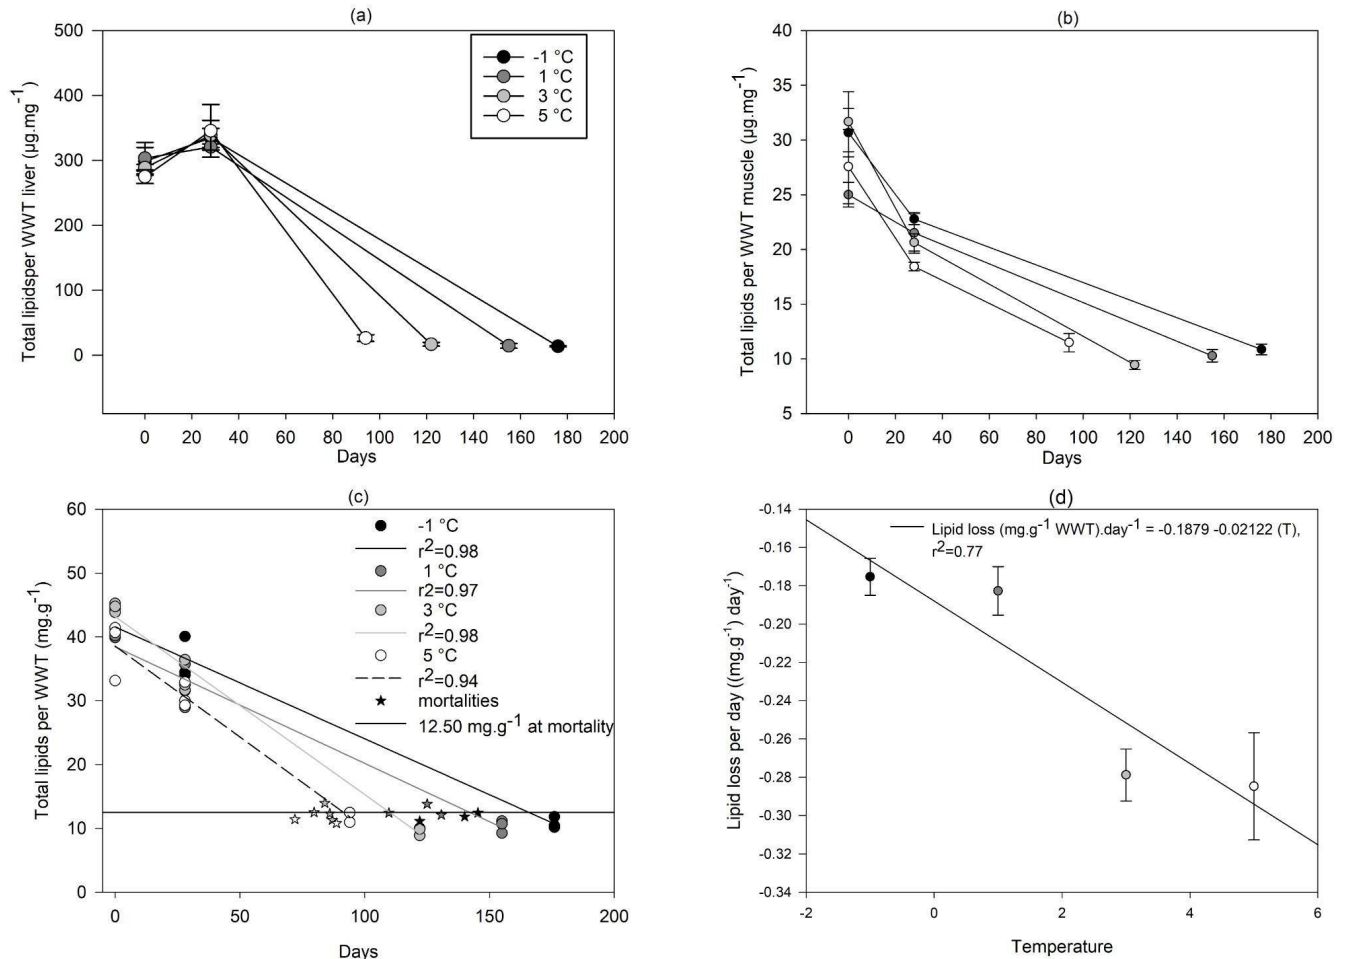 (a)
500
400
300
200
100
0
Total lipidsper WWT liver (µg.mg⁻¹)
-1 °C
1 °C
3 °C
5 °C
0 20 40 60 80 100 120 140 160 180 200
Days
(b)
40
35
30
25
20
15
10
5
Total lipids per WWT muscle (µg.mg⁻¹)
0 20 40 60 80 100 120 140 160 180 200
Days
(c)
60
50
40
30
20
10
0
Total lipids per WWT (mg.g⁻¹)
-1 °C
r²=0.98
1 °C
r2=0.97
3 °C
r²=0.98
5 °C
r²=0.94
mortalities
12.50 mg.g⁻¹ at mortality
0 50 100 150 200
Days
(d)
-0.14
-0.16
-0.18
-0.20
-0.22
-0.24
-0.26
-0.28
-0.30
-0.32
-0.34
Lipid loss per day ((mg.g⁻¹) day⁻¹)
Lipid loss (mg.g⁻¹ WWT).day⁻¹ = -0.1879 -0.02122 (T),
r²=0.77
-2 0 2 4 6
Temperature